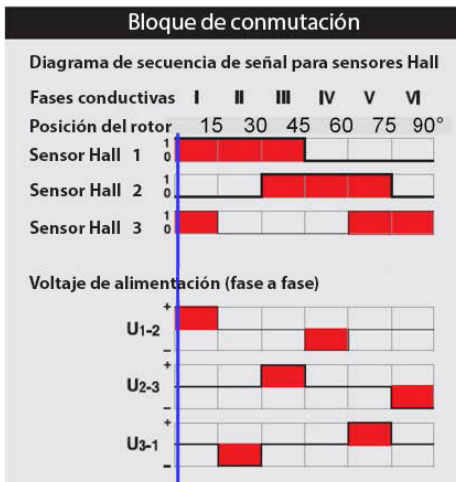 Bloque de conmutación
Diagrama de secuencia de señal para sensores Hall
Fases conductivas I II III IV V VI
Posición del rotor 15 30 45 60 75 90°
Sensor Hall 1 1 0
Sensor Hall 2 1 0
Sensor Hall 3 1 0
Voltaje de alimentación (fase a fase)
U1-2 + –
U2-3 + –
U3-1 + –